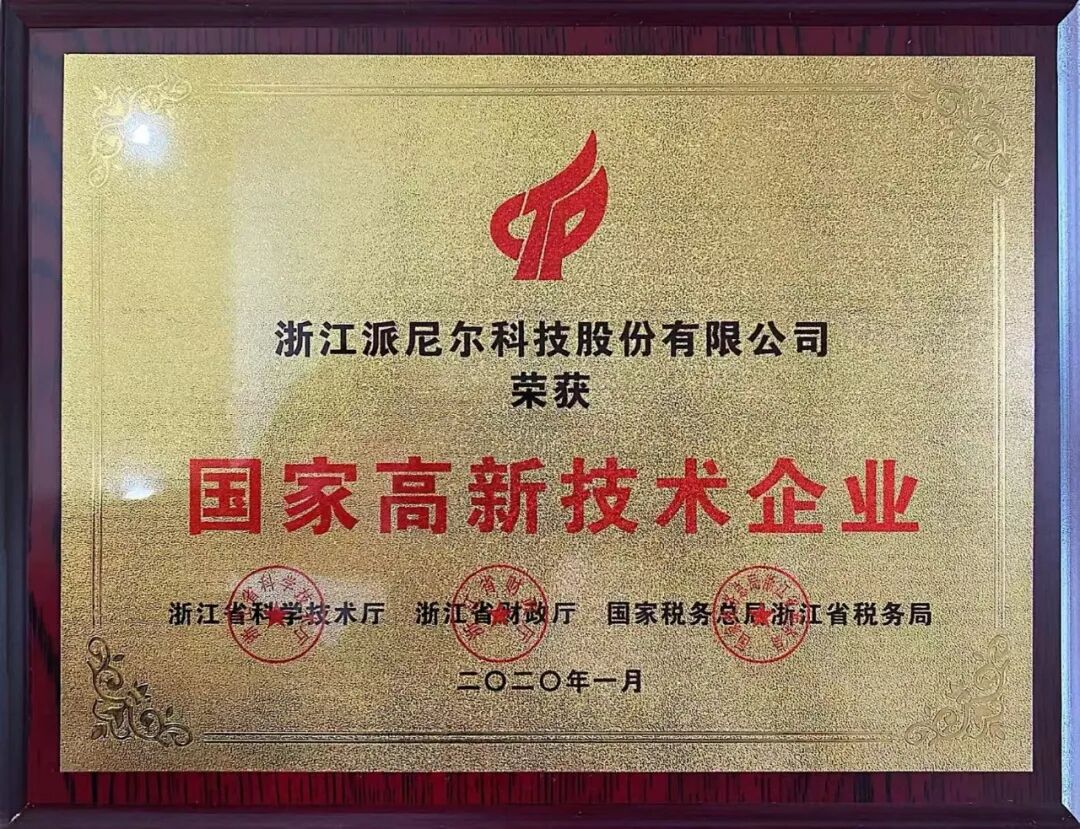 浙江派尼尔科技股份有限公司
荣获
国家高新技术企业
浙江省科学技术厅 浙江省财政厅 国家税务总局浙江省税务局
二〇二〇年一月